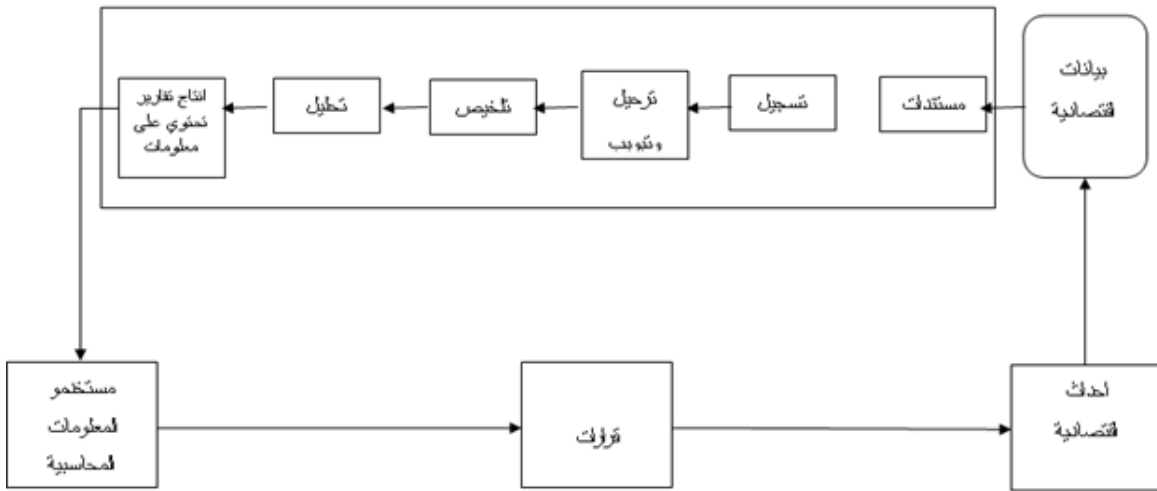 بيانات
اقتصادية
مستندات
تسجيل
ترحيل
وتبويب
تلخيص
تحليل
انتاج تقارير
تحتوي على
معلومات
مستخدمو
المعلومات
المحاسبية
قرارات
احداث
اقتصادية